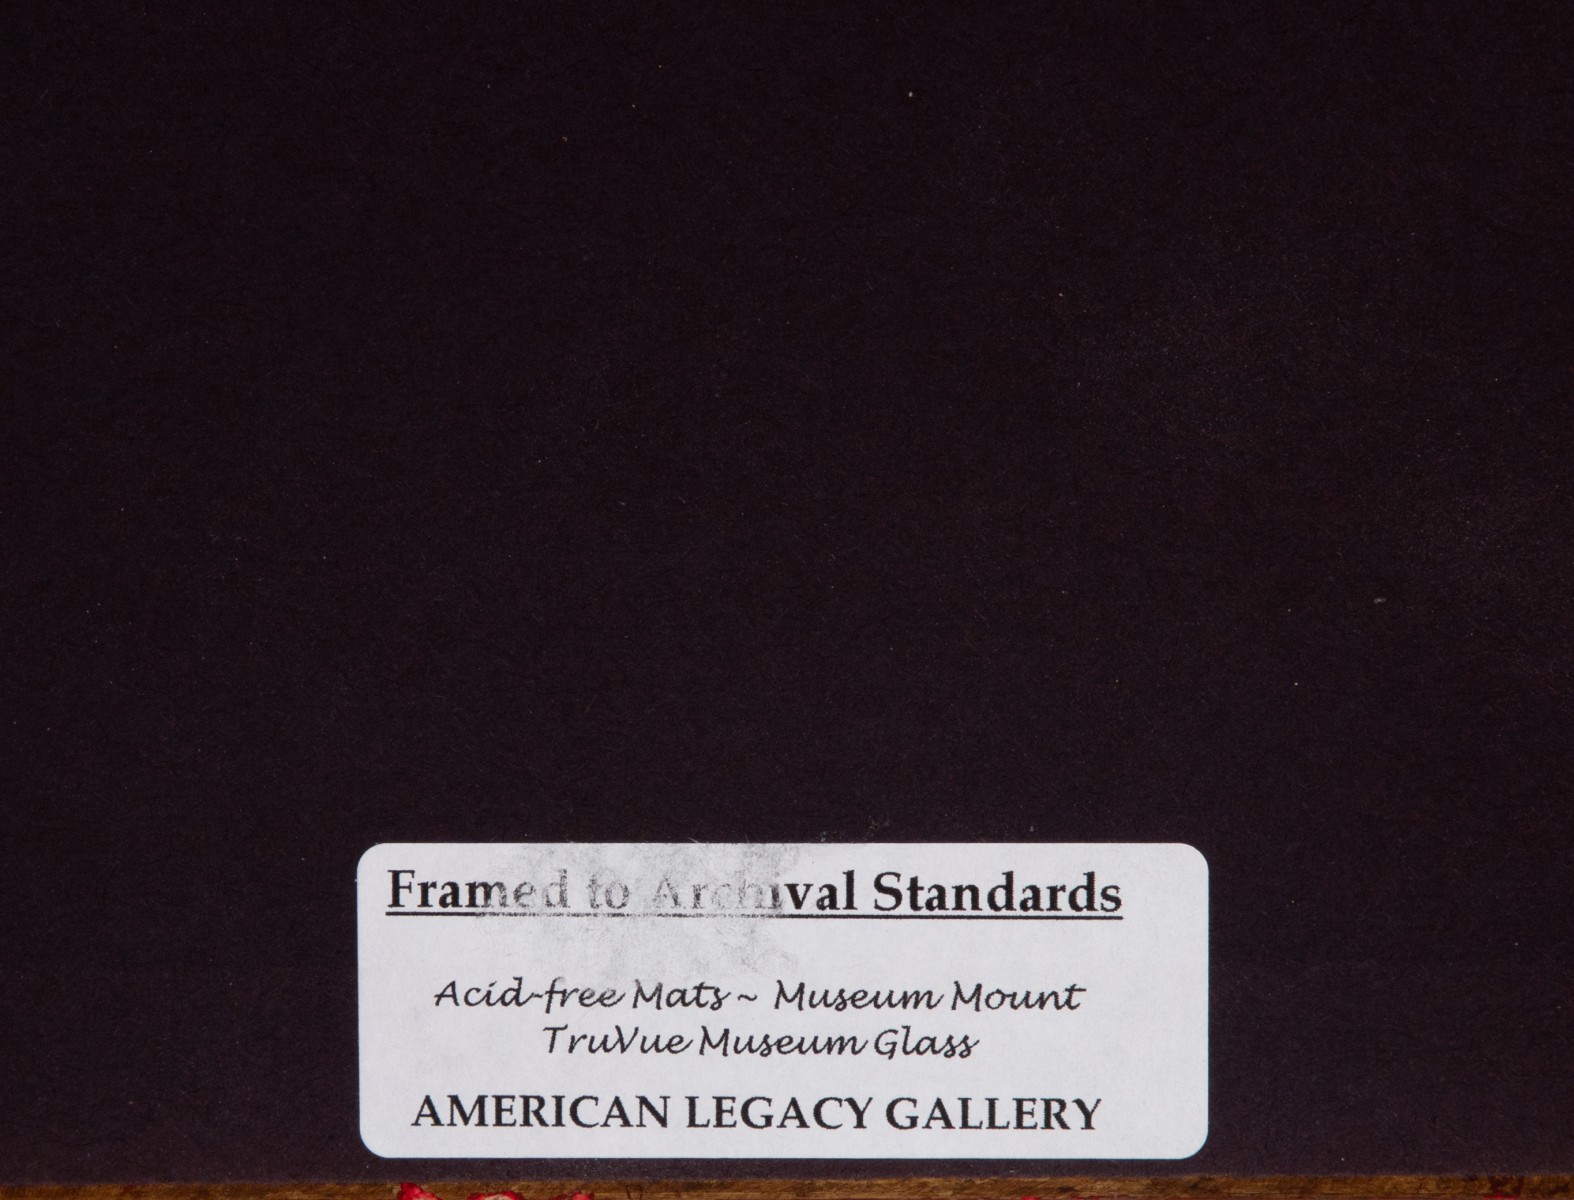 Framed to Archival Standards
Acid-free Mats ~ Museum Mount
TruVue Museum Glass
AMERICAN LEGACY GALLERY